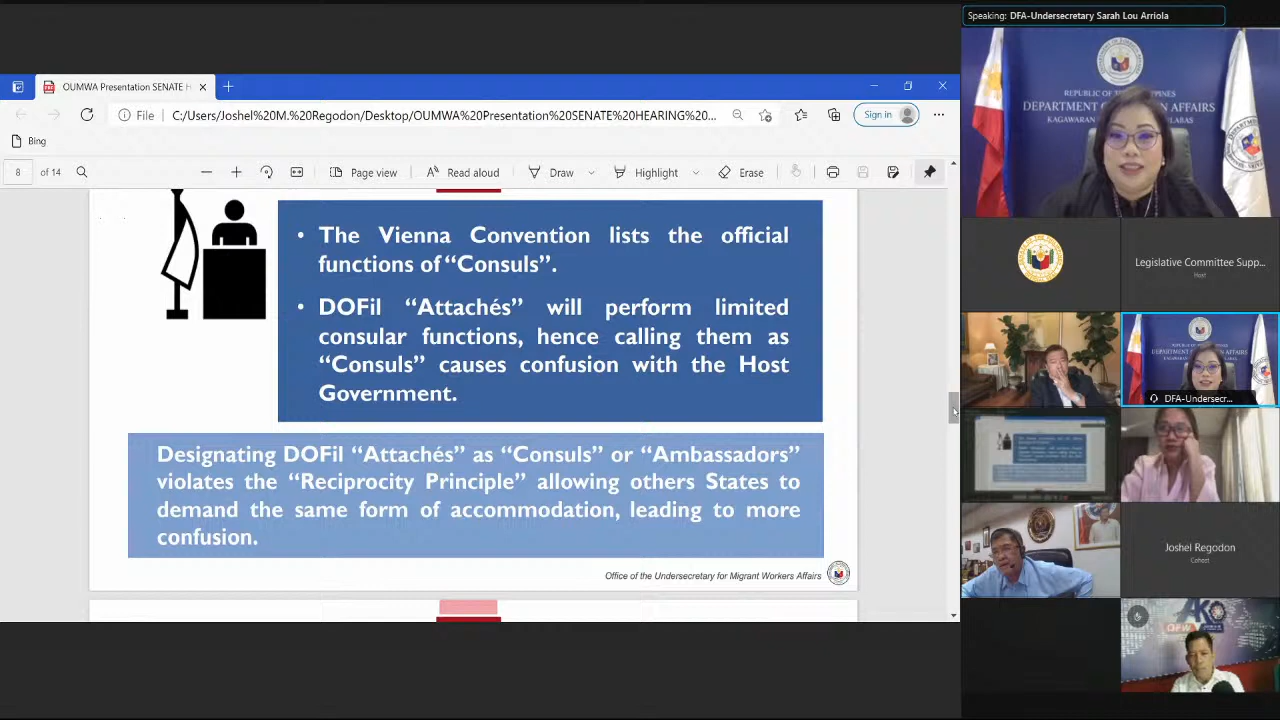 Speaking: DFA-Undersecretary Sarah Lou Arriola
OUMWA Presentation SENATE H
File
C:/Users/Joshel%20M.%20Regodon/Desktop/OUMWA%20Presentation%20SENATE%20HEARING%20...
Sign in
Bing
8 of 14
Page view
Read aloud
Draw
Highlight
Erase
• The Vienna Convention lists the official
functions of “Consuls”.
• DOFil “Attachés” will perform limited
consular functions, hence calling them as
“Consuls” causes confusion with the Host
Government.
Designating DOFil “Attachés” as “Consuls” or “Ambassadors”
violates the “Reciprocity Principle” allowing others States to
demand the same form of accommodation, leading to more
confusion.
Office of the Undersecretary for Migrant Workers Affairs
DEPARTMENT
AFFAIRS
KAGAWARAN
Legislative Committee Supp...
Host
DFA-Undersecr...
Joshel Regodon
Cohost
AKO
OFW